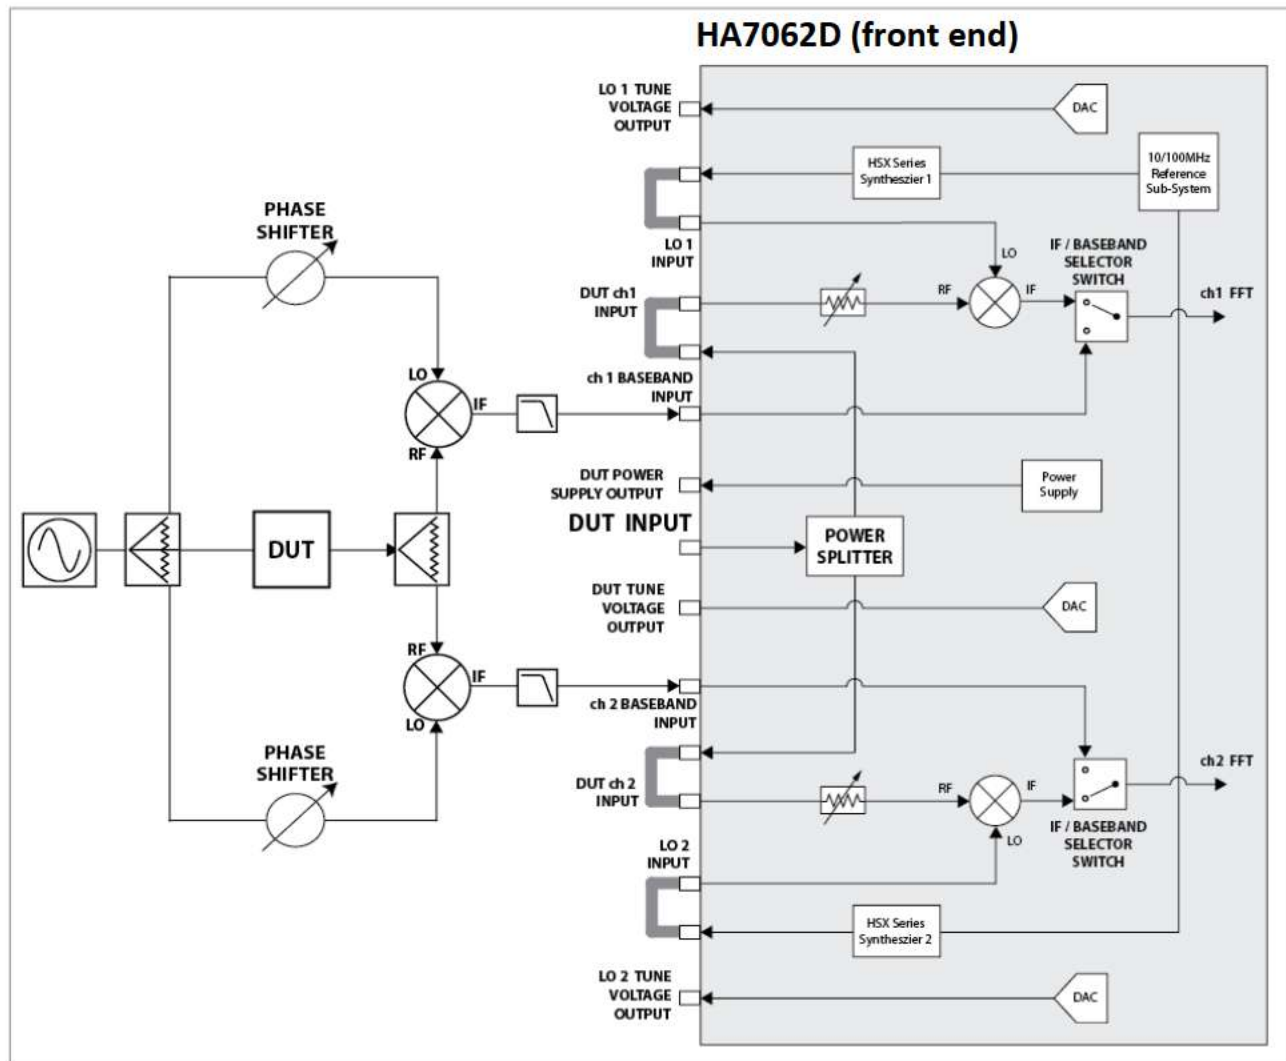 HA7062D (front end)
LO 1 TUNE
VOLTAGE
OUTPUT
DAC
HSX Series
Syntheszier 1
10/100MHz
Reference
Sub-System
PHASE
SHIFTER
LO 1
INPUT
LO
IF / BASEBAND
SELECTOR
SWITCH
DUT ch1
INPUT
RF
IF
ch1 FFT
LO
IF
RF
ch 1 BASEBAND
INPUT
DUT POWER
SUPPLY OUTPUT
Power
Supply
DUT INPUT
POWER
SPLITTER
DUT
DUT TUNE
VOLTAGE
OUTPUT
DAC
RF
IF
LO
ch 2 BASEBAND
INPUT
PHASE
SHIFTER
DUT ch 2
INPUT
RF
IF
LO
ch2 FFT
IF / BASEBAND
SELECTOR
SWITCH
LO 2
INPUT
HSX Series
Syntheszier 2
LO 2 TUNE
VOLTAGE
OUTPUT
DAC